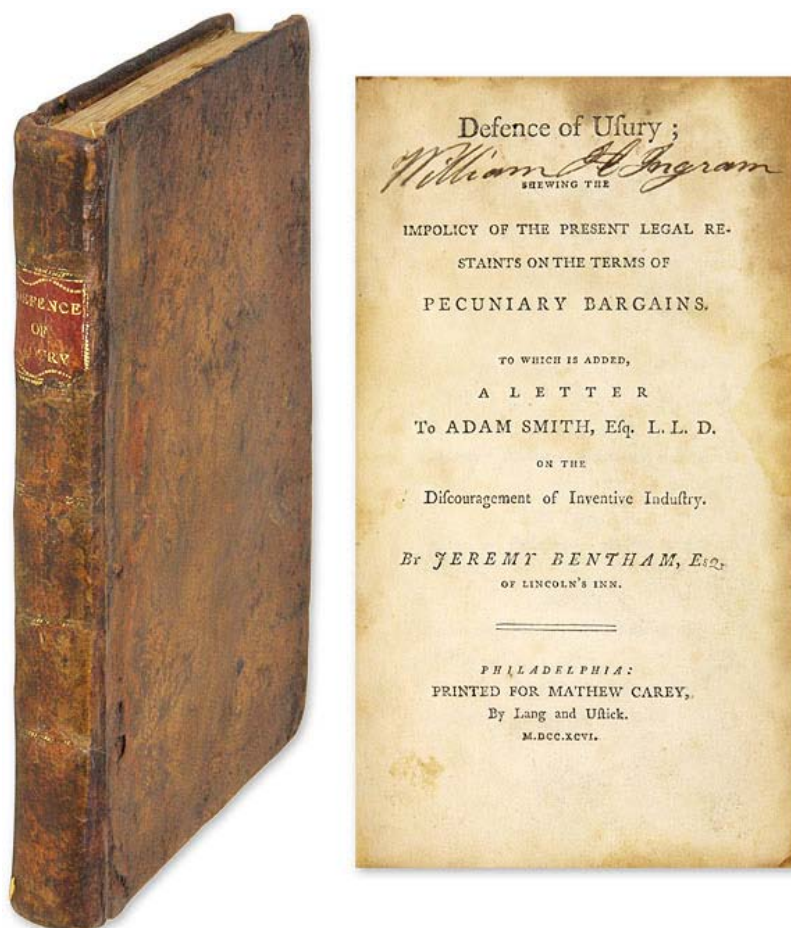 DEFENCE
OF
USURY
Defence of Uſury ;
William H Ingram
SHEWING THE
IMPOLICY OF THE PRESENT LEGAL RE-
STAINTS ON THE TERMS OF
PECUNIARY BARGAINS.
TO WHICH IS ADDED,
A LETTER
To ADAM SMITH, Eſq. L. L. D.
ON THE
Diſcouragement of Inventive Induſtry.
By JEREMY BENTHAM, Esq.
OF LINCOLN'S INN.
PHILADELPHIA:
PRINTED FOR MATHEW CAREY,
By Lang and Uſtick.
M.DCC.XCVI.